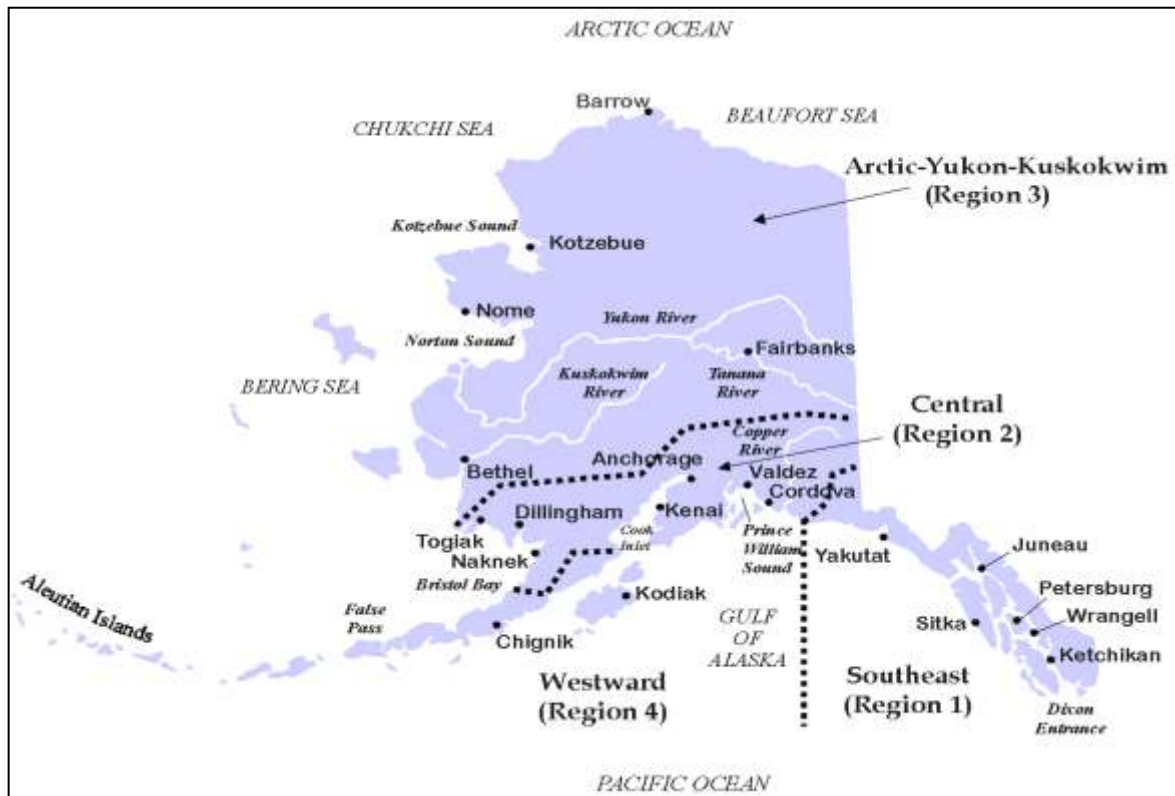 ARCTIC OCEAN
Barrow
BEAUFORT SEA
CHUKCHI SEA
Arctic-Yukon-Kuskokwim
(Region 3)
Kotzebue Sound
Kotzebue
Nome
Yukon River
Norton Sound
Fairbanks
Kuskokwim
River
Tanana
River
BERING SEA
Central
(Region 2)
Copper
River
Anchorage
Bethel
Valdez
Cordova
Dillingham
Kenai
Cook
Inlet
Togiak
Naknek
Prince
William
Sound
Yakutat
Juneau
Bristol Bay
Kodiak
Petersburg
Aleutian Islands
False
Pass
Sitka
Wrangell
Chignik
GULF
OF
ALASKA
Ketchikan
Westward
(Region 4)
Southeast
(Region 1)
Dixon
Entrance
PACIFIC OCEAN